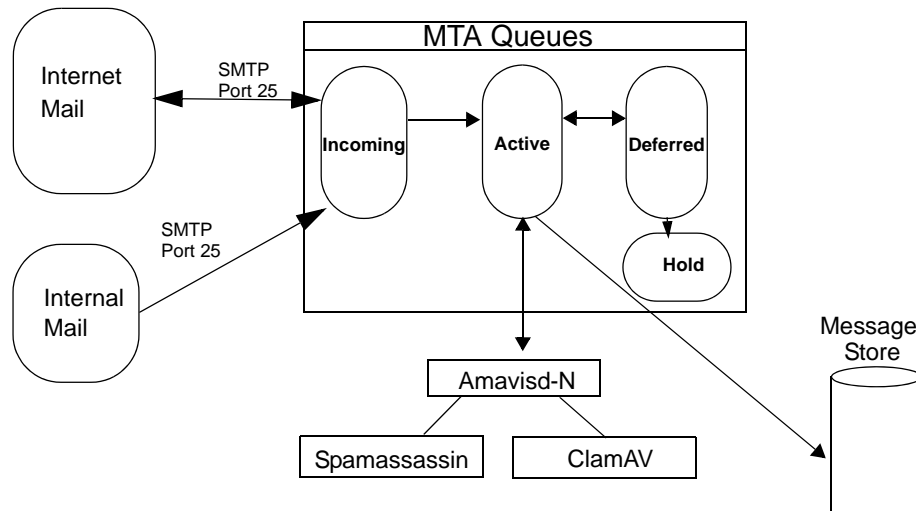 MTA Queues
Internet
Mail
SMTP
Port 25
Incoming
Active
Deferred
Hold
SMTP
Port 25
Internal
Mail
Message
Store
Amavisd-N
Spamassassin
ClamAV